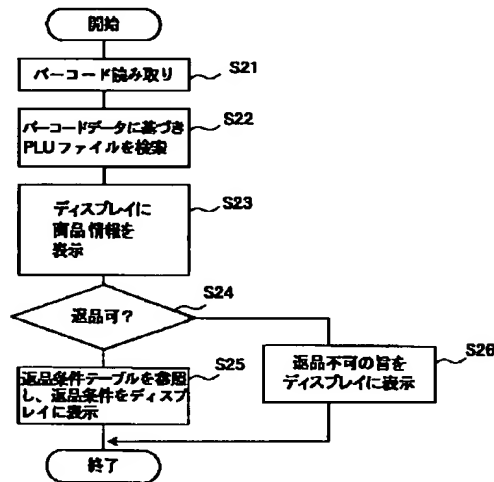 開始
バーコード読み取り
S21
バーコードデータに基づき
PLUファイルを検索
S22
ディスプレイに
商品情報を
表示
S23
返品可?
S24
返品条件テーブルを参照
し、返品条件をディスプ
レイに表示
S25
返品不可の旨を
ディスプレイに表示
S26
終了